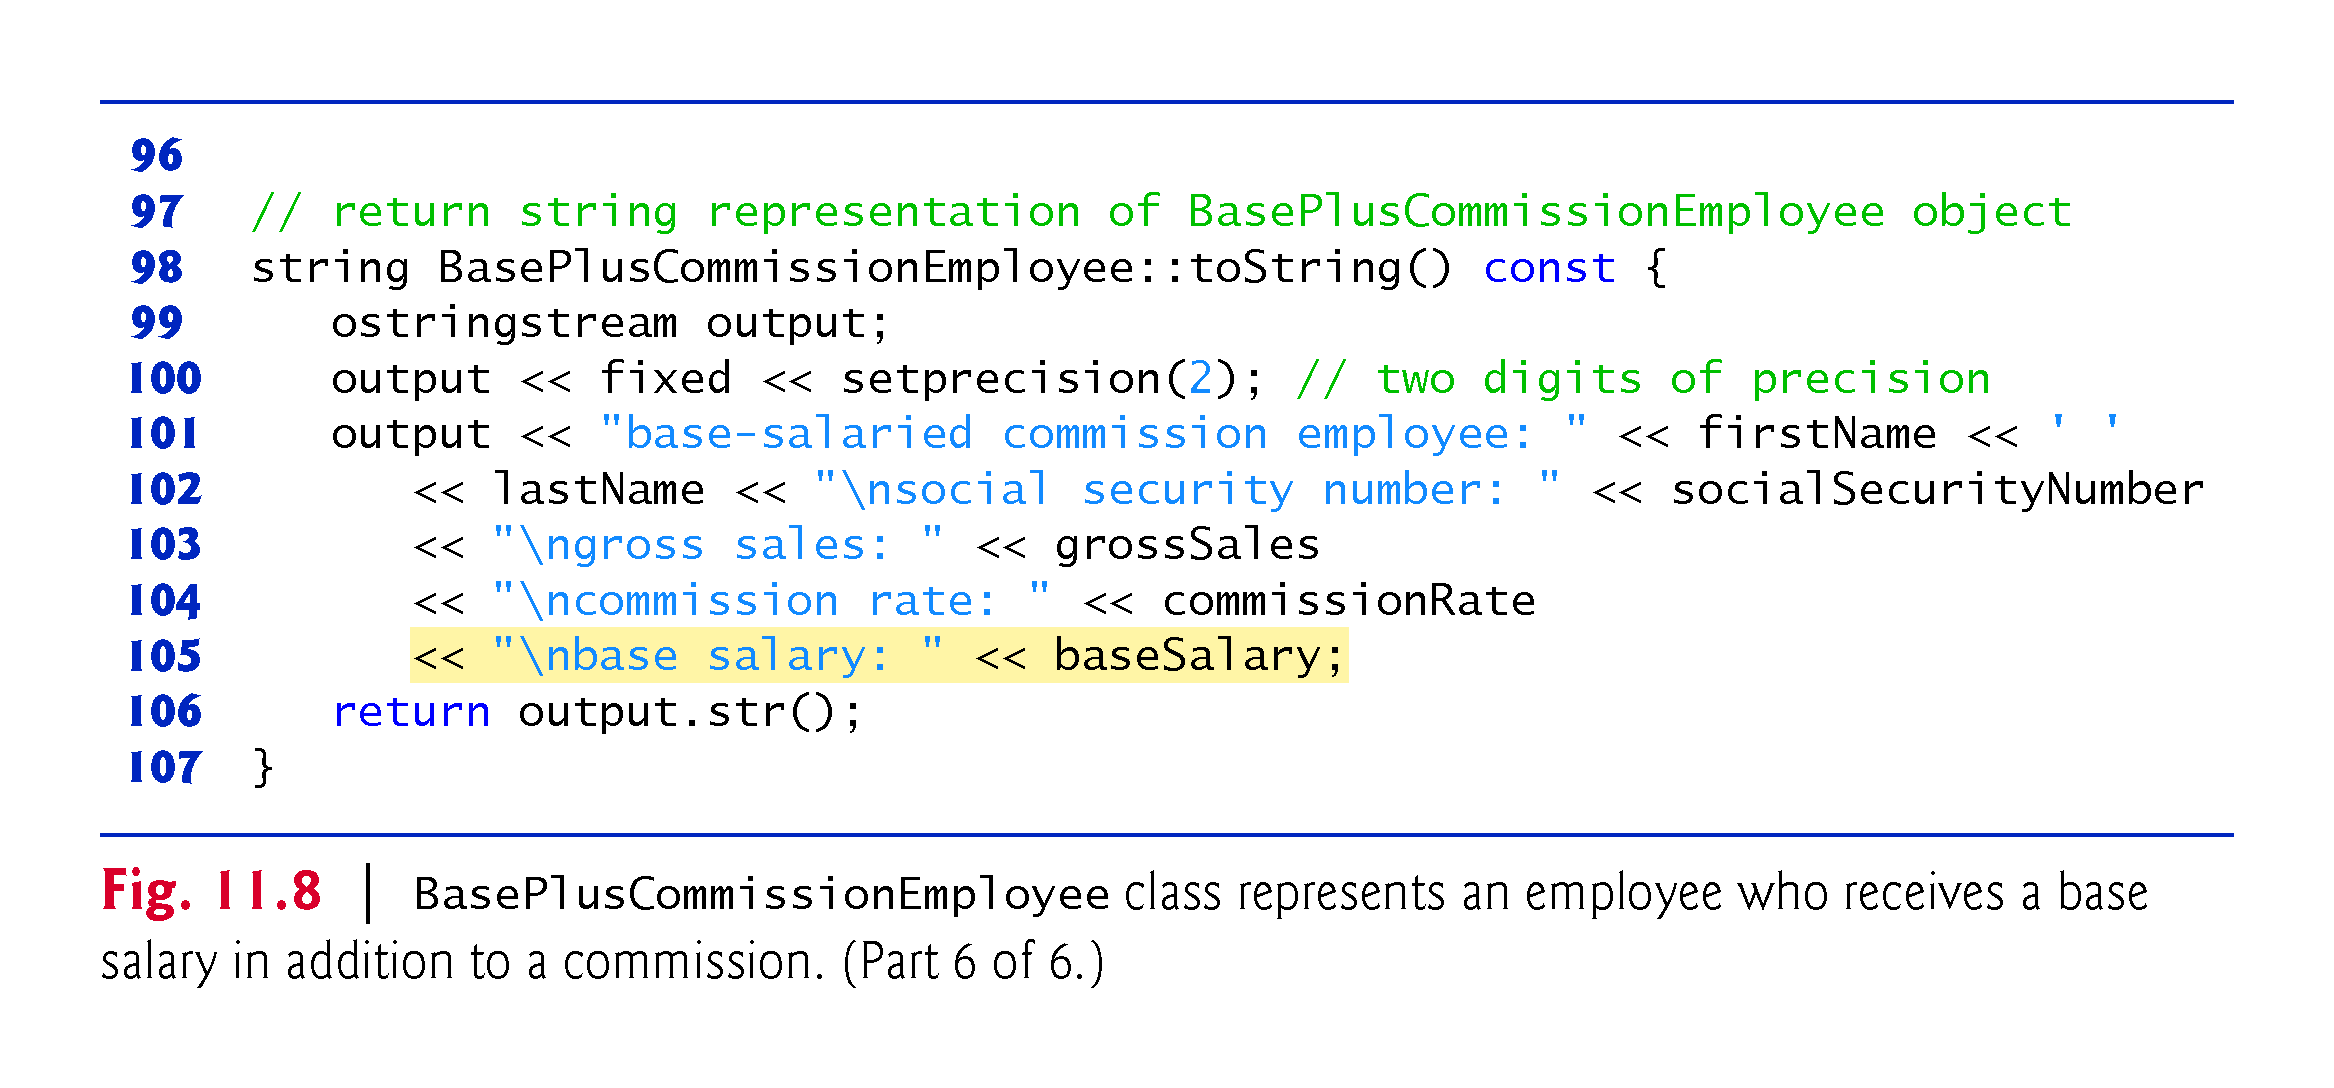 96
97 // return string representation of BasePlusCommissionEmployee object
98 string BasePlusCommissionEmployee::toString() const {
99    ostringstream output;
100    output << fixed << setprecision(2); // two digits of precision
101    output << "base-salaried commission employee: " << firstName << ' '
102       << lastName << "\nsocial security number: " << socialSecurityNumber
103       << "\ngross sales: " << grossSales
104       << "\ncommission rate: " << commissionRate
105       << "\nbase salary: " << baseSalary;
106    return output.str();
107 }
Fig. 11.8 | BasePlusCommissionEmployee class represents an employee who receives a base
salary in addition to a commission. (Part 6 of 6.)